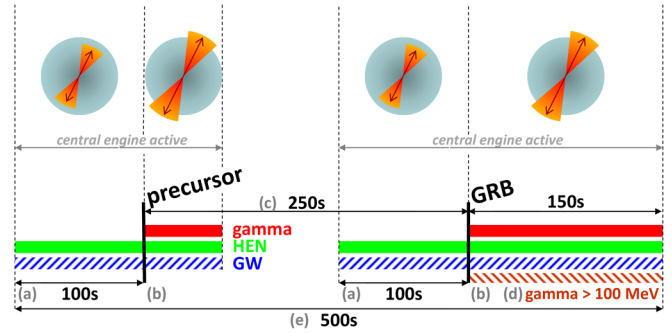 central engine active
central engine active
precursor
GRB
(c) 250s
150s
gamma
HEN
GW
(a) 100s (b)
(a) 100s (b) (d) gamma > 100 MeV
(e) 500s